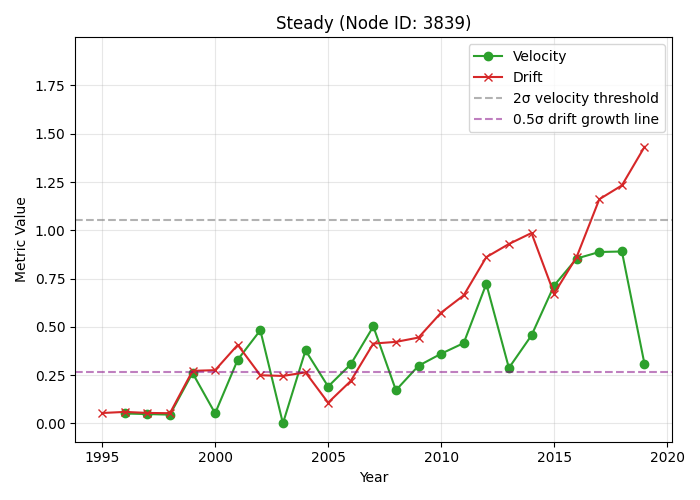 Steady (Node ID: 3839)
Velocity
Drift
2σ velocity threshold
0.5σ drift growth line
Metric Value
1.75
1.50
1.25
1.00
0.75
0.50
0.25
0.00
1995 2000 2005 2010 2015 2020
Year